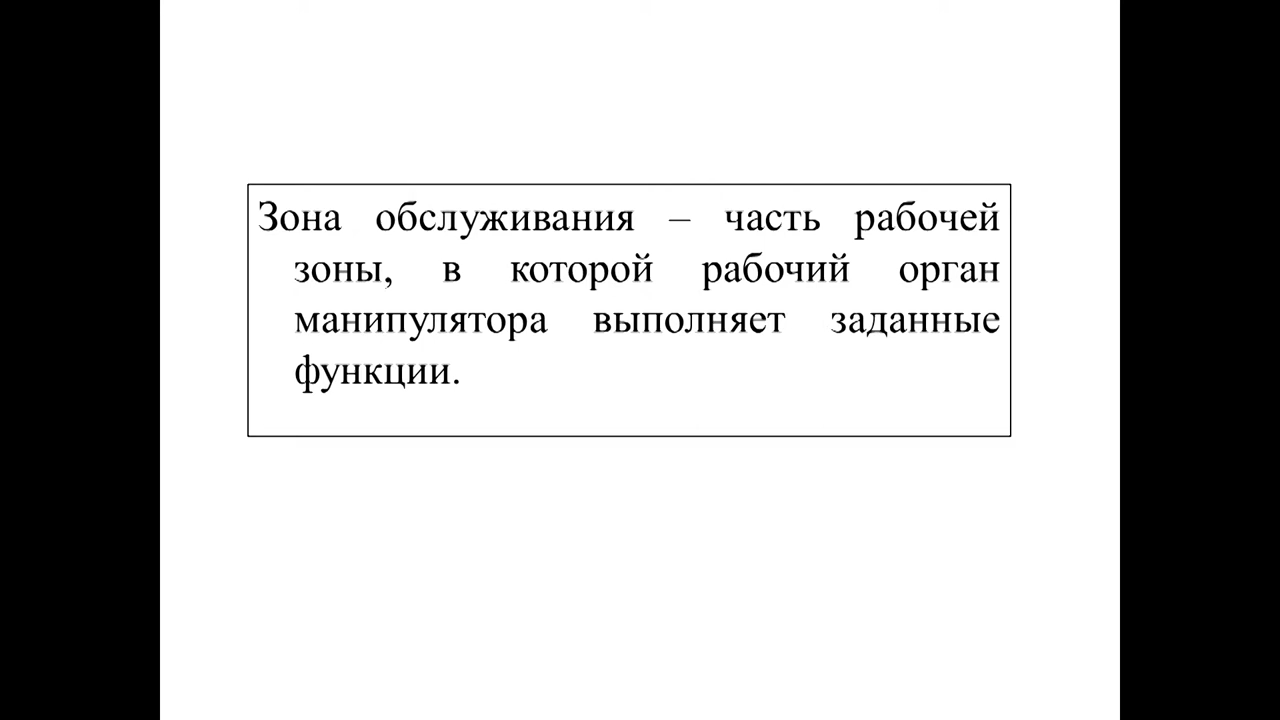 Зона обслуживания – часть рабочей
зоны, в которой рабочий орган
манипулятора выполняет заданные
функции.